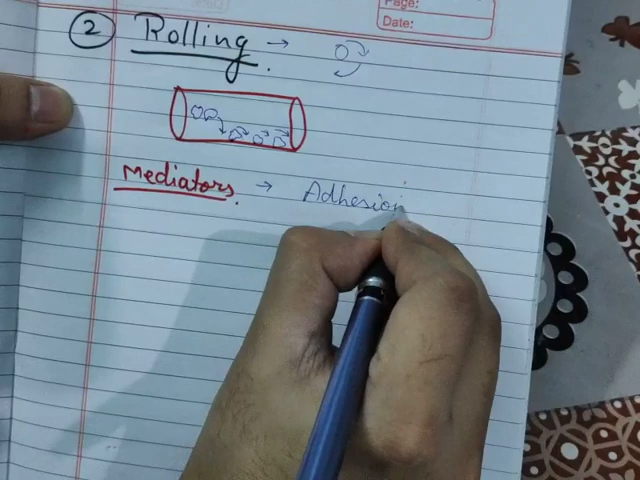 Page:
Date:
② Rolling →
Mediators. → Adhesion